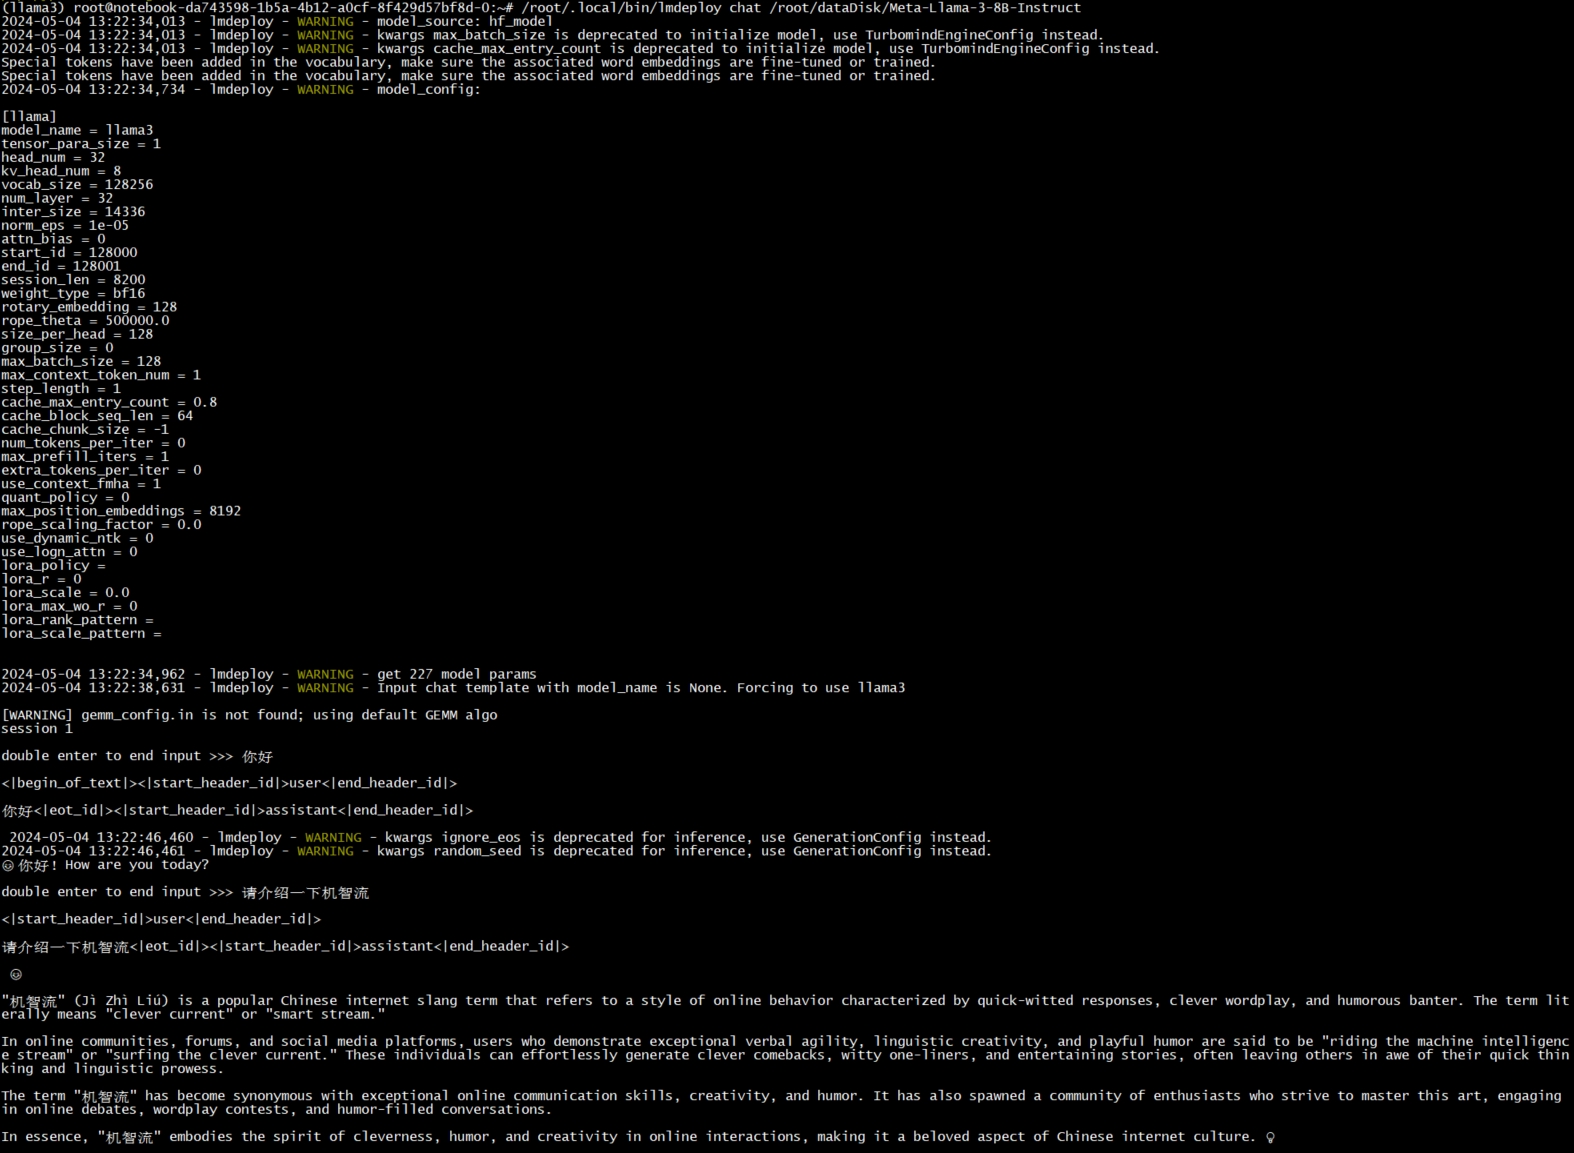 (llama3) root@notebook-da743598-1b5a-4b12-a0cf-8f429d57bf8d-0:~# /root/.local/bin/lmdeploy chat /root/dataDisk/Meta-Llama-3-8B-Instruct
2024-05-04 13:22:34,013 - lmdeploy - WARNING - model_source: hf_model
2024-05-04 13:22:34,013 - lmdeploy - WARNING - kwargs max_batch_size is deprecated to initialize model, use TurbomindEngineConfig instead.
2024-05-04 13:22:34,013 - lmdeploy - WARNING - kwargs cache_max_entry_count is deprecated to initialize model, use TurbomindEngineConfig instead.
Special tokens have been added in the vocabulary, make sure the associated word embeddings are fine-tuned or trained.
Special tokens have been added in the vocabulary, make sure the associated word embeddings are fine-tuned or trained.
2024-05-04 13:22:34,734 - lmdeploy - WARNING - model_config:

[llama]
model_name = llama3
tensor_para_size = 1
head_num = 32
kv_head_num = 8
vocab_size = 128256
num_layer = 32
inter_size = 14336
norm_eps = 1e-05
attn_bias = 0
start_id = 128000
end_id = 128001
session_len = 8200
weight_type = bf16
rotary_embedding = 128
rope_theta = 500000.0
size_per_head = 128
group_size = 0
max_batch_size = 128
max_context_token_num = 1
step_length = 1
cache_max_entry_count = 0.8
cache_block_seq_len = 64
cache_chunk_size = -1
num_tokens_per_iter = 0
max_prefill_iters = 1
extra_tokens_per_iter = 0
use_context_fmha = 1
quant_policy = 0
max_position_embeddings = 8192
rope_scaling_factor = 0.0
use_dynamic_ntk = 0
use_logn_attn = 0
lora_policy =
lora_r = 0
lora_scale = 0.0
lora_max_wo_r = 0
lora_rank_pattern =
lora_scale_pattern =

2024-05-04 13:22:34,962 - lmdeploy - WARNING - get 227 model params
2024-05-04 13:22:38,631 - lmdeploy - WARNING - Input chat template with model_name is None. Forcing to use llama3

[WARNING] gemm_config.in is not found; using default GEMM algo
session 1

double enter to end input >>> 你好

<|begin_of_text|><|start_header_id|>user<|end_header_id|>

你好<|eot_id|><|start_header_id|>assistant<|end_header_id|>

2024-05-04 13:22:46,460 - lmdeploy - WARNING - kwargs ignore_eos is deprecated for inference, use GenerationConfig instead.
2024-05-04 13:22:46,461 - lmdeploy - WARNING - kwargs random_seed is deprecated for inference, use GenerationConfig instead.
你好! How are you today?

double enter to end input >>> 请介绍一下机智流

<|start_header_id|>user<|end_header_id|>

请介绍一下机智流<|eot_id|><|start_header_id|>assistant<|end_header_id|>

"机智流" (Jì Zhì Liú) is a popular Chinese internet slang term that refers to a style of online behavior characterized by quick-witted responses, clever wordplay, and humorous banter. The term lit
erally means "clever current" or "smart stream."

In online communities, forums, and social media platforms, users who demonstrate exceptional verbal agility, linguistic creativity, and playful humor are said to be "riding the machine intelligenc
e stream" or "surfing the clever current." These individuals can effortlessly generate clever comebacks, witty one-liners, and entertaining stories, often leaving others in awe of their quick thin
king and linguistic prowess.

The term "机智流" has become synonymous with exceptional online communication skills, creativity, and humor. It has also spawned a community of enthusiasts who strive to master this art, engaging
in online debates, wordplay contests, and humor-filled conversations.

In essence, "机智流" embodies the spirit of cleverness, humor, and creativity in online interactions, making it a beloved aspect of Chinese internet culture.